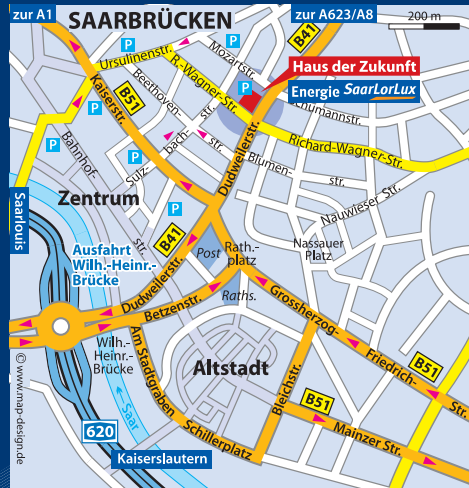 zur A1
SAARBRÜCKEN
zur A623/A8
200 m
B41
P
P
Ursulinenstr.
Mozartstr.
Haus der Zukunft
Energie SaarLorLux
P
R.-Wagner-Str.
Beethoven-
str.
Schumannstr.
P
B51
Kaiserstr.
Richard-Wagner-Str.
P
Bahnhof-
str.
Sulz-
bach-
str.
P
Dudweilerstr.
Blumen-
str.
Zentrum
P
Nauwieser Str.
Saarlouis
B41
Post
Rath.-
platz
Nassauer
Platz
Ausfahrt
Wilh.-Heinr.-
Brücke
Dudweilerstr.
Betzenstr.
Raths.
Grossherzog-
Friedrich-
Str.
B51
Wilh.-
Heinr.-
Brücke
Am Stadtgraben
Altstadt
Bleichstr.
B51
Mainzer Str.
Saar
620
Schillerplatz
Kaiserslautern
© www.map-design.de